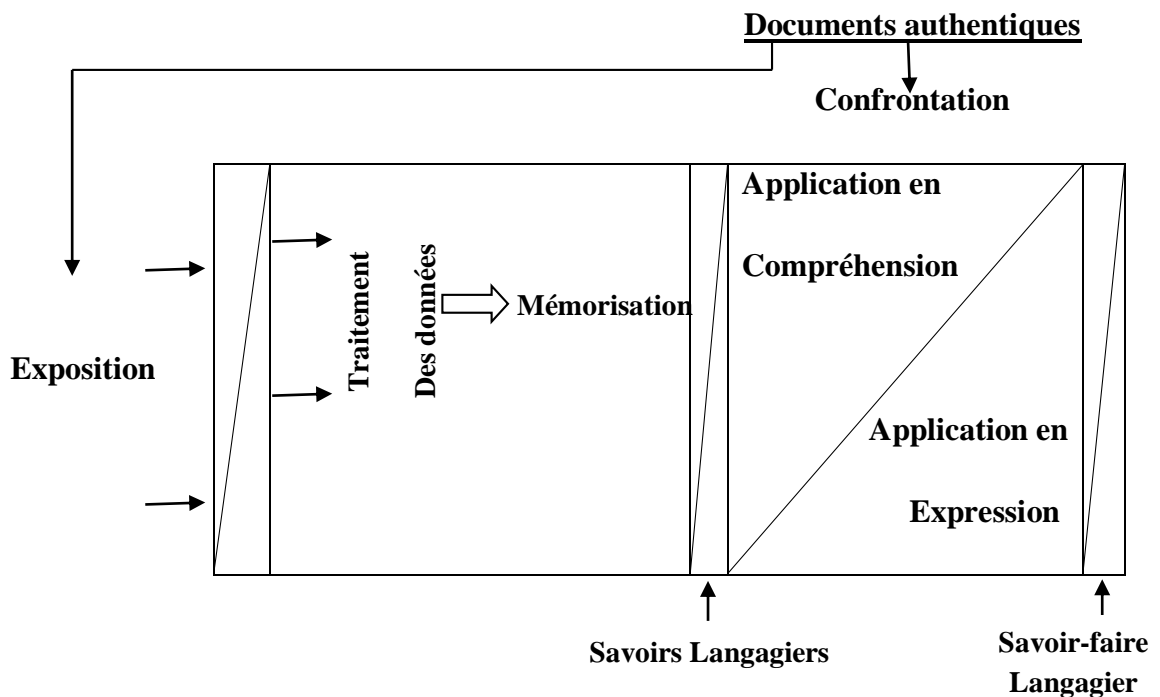 Documents authentiques
Confrontation
Application en
Compréhension
Traitement
Des données
Mémorisation
Exposition
Application en
Expression
Savoirs Langagiers
Savoir-faire
Langagier